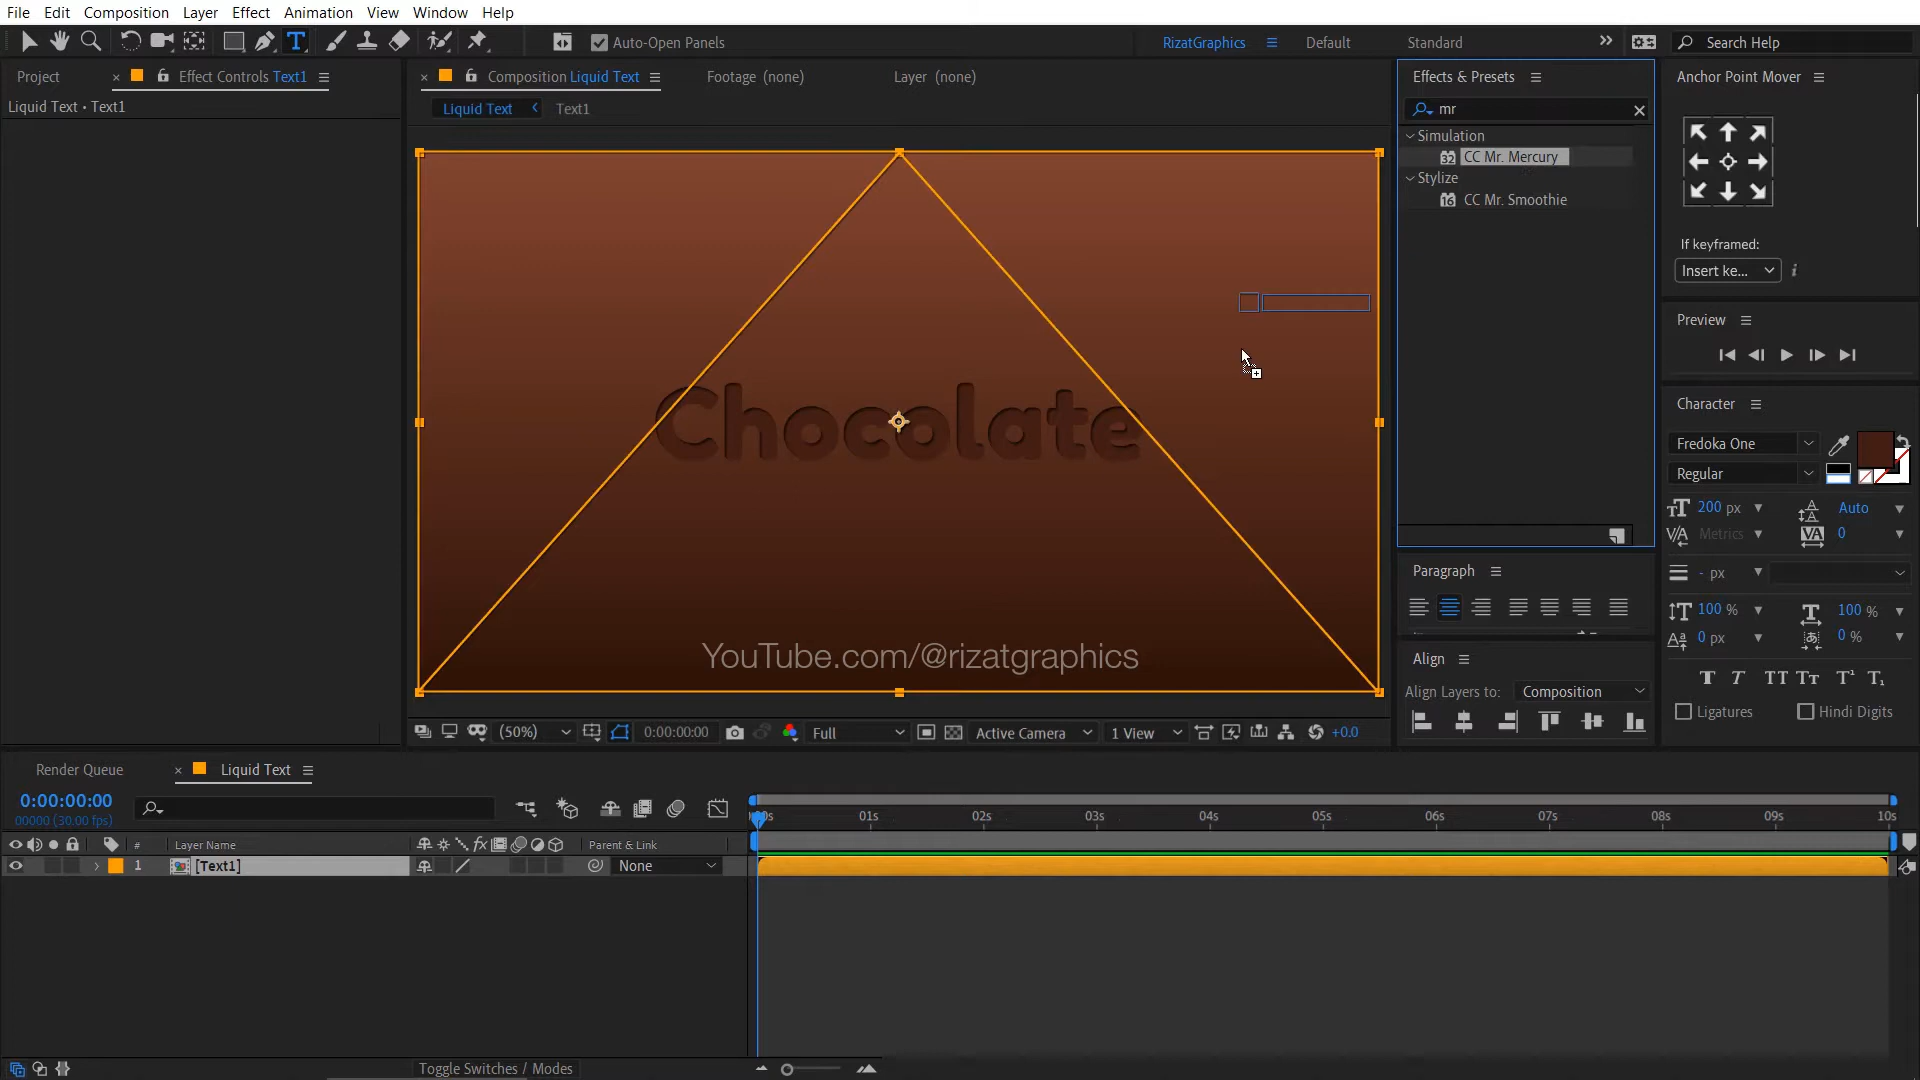 File Edit Composition Layer Effect Animation View Window Help
Auto-Open Panels RizatGraphics Default Standard Search Help
Project Effect Controls Text1
Composition Liquid Text Footage (none) Layer (none)
Effects & Presets
Anchor Point Mover
Liquid Text • Text1
Liquid Text Text1
mr
Simulation
32 CC Mr. Mercury
Stylize
16 CC Mr. Smoothie
If keyframed:
Insert ke...
Preview
Chocolate
YouTube.com/@rizatgraphics
Character
Fredoka One
Regular
200 px Auto
Metrics 0
- px
100 % 100 %
0 px 0 %
Ligatures Hindi Digits
Paragraph
Align
Align Layers to: Composition
(50%) 0:00:00:00 Full Active Camera 1 View +0.0
Render Queue Liquid Text
0:00:00:00
00000 (30.00 fps)
01s 02s 03s 04s 05s 06s 07s 08s 09s 10s
# Layer Name Parent & Link
1 [Text1] None
Toggle Switches / Modes